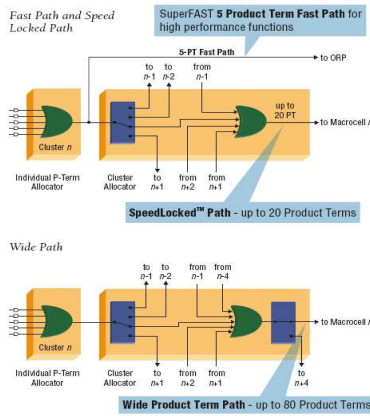 Fast Path and Speed
Locked Path
SuperFAST 5 Product Term Fast Path for
high performance functions
5-PT Fast Path
to ORP
to
n-1
to
n-2
from
n-1
up to
20 PT
to Macrocell n
Cluster n
Individual P-Term
Allocator
Cluster
Allocator
to
n+1
from
n+2
from
n+1
SpeedLocked™ Path - up to 20 Product Terms
Wide Path
to
n-1
to
n-2
from
n-1
from
n-4
to Macrocell n
Cluster n
Individual P-Term
Allocator
Cluster
Allocator
to
n+1
from
n+2
from
n+1
to
n+4
Wide Product Term Path - up to 80 Product Terms